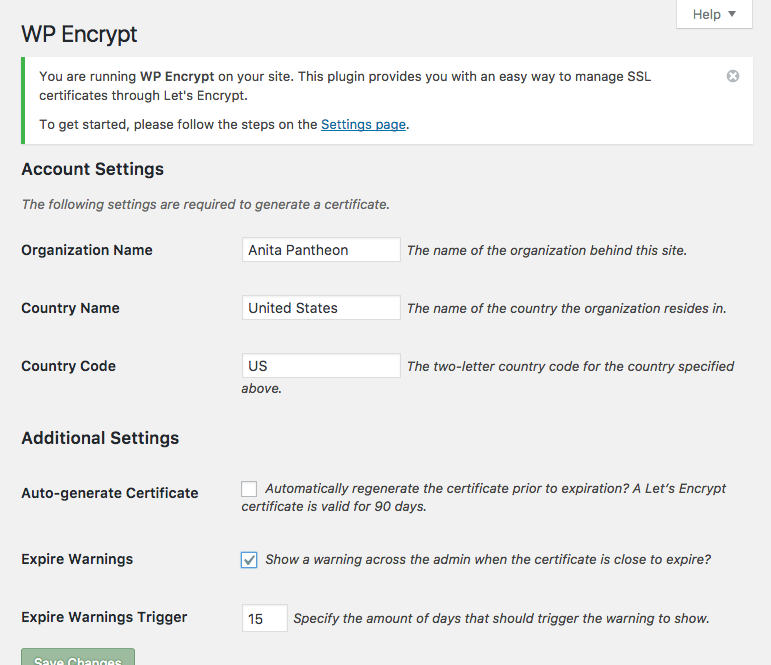 Help ▼
WP Encrypt
You are running WP Encrypt on your site. This plugin provides you with an easy way to manage SSL
certificates through Let's Encrypt.
To get started, please follow the steps on the Settings page.
Account Settings
The following settings are required to generate a certificate.
Organization Name Anita Pantheon The name of the organization behind this site.
Country Name United States The name of the country the organization resides in.
Country Code US The two-letter country code for the country specified
above.
Additional Settings
Auto-generate Certificate Automatically regenerate the certificate prior to expiration? A Let's Encrypt
certificate is valid for 90 days.
Expire Warnings Show a warning across the admin when the certificate is close to expire?
Expire Warnings Trigger 15 Specify the amount of days that should trigger the warning to show.
Save Changes